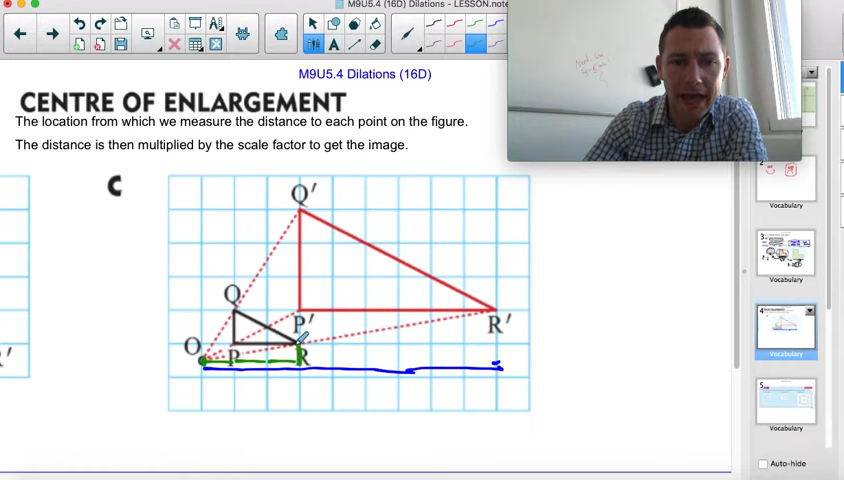 M9U5.4 Dilations - LESSON.note
M9U5.4 Dilations (16D)
CENTRE OF ENLARGEMENT
The location from which we measure the distance to each point on the figure.
The distance is then multiplied by the scale factor to get the image.
C
Q'
Q
P'
R'
O
P
R
R'
Vocabulary
Vocabulary
4
Vocabulary
5
Vocabulary
Auto-hide